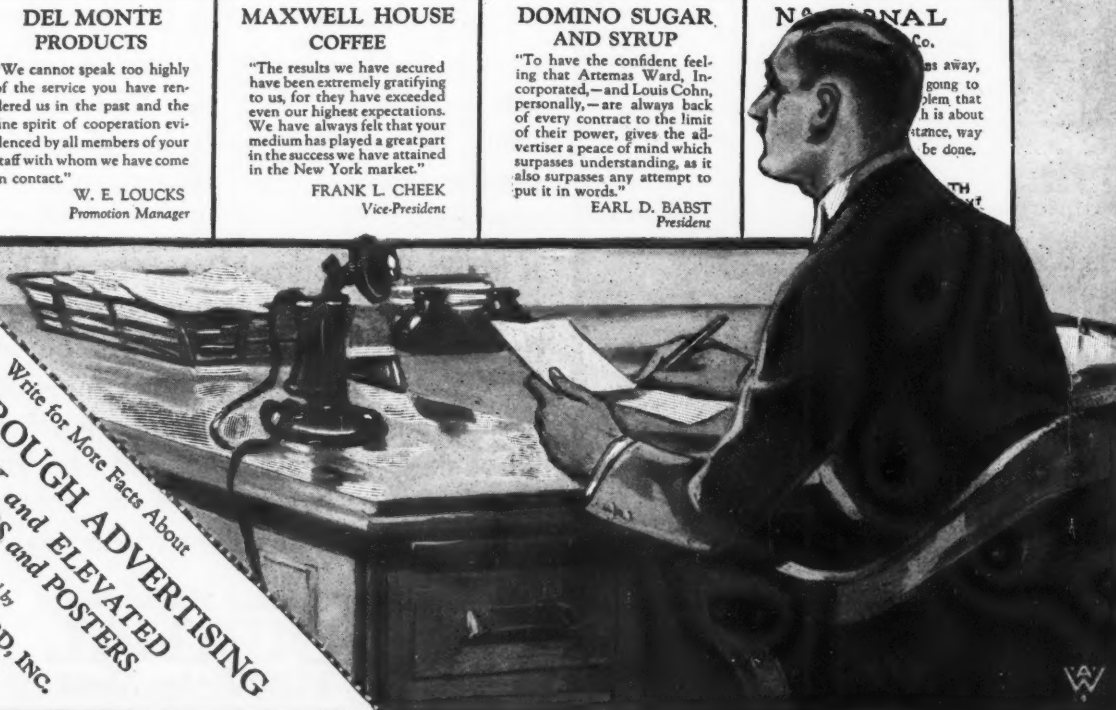 DEL MONTE
PRODUCTS
We cannot speak too highly
of the service you have ren-
dered us in the past and the
fine spirit of cooperation evi-
denced by all members of your
staff with whom we have come
in contact."
W. E. LOUCKS
Promotion Manager
MAXWELL HOUSE
COFFEE
"The results we have secured
have been extremely gratifying
to us, for they have exceeded
even our highest expectations.
We have always felt that your
medium has played a great part
in the success we have attained
in the New York market."
FRANK L. CHEEK
Vice-President
DOMINO SUGAR
AND SYRUP
"To have the confident feel-
ing that Artemas Ward, In-
corporated,—and Louis Cohn,
personally,—are always back
of every contract to the limit
of their power, gives the ad-
vertiser a peace of mind which
surpasses understanding, as it
also surpasses any attempt to
put it in words."
EARL D. BABST
President
Co.
away,
going to
that
is about
way
be done.
Write for More Facts About
OUGH ADVERTISING
and ELEVATED
and POSTERS
by
INC.
AW